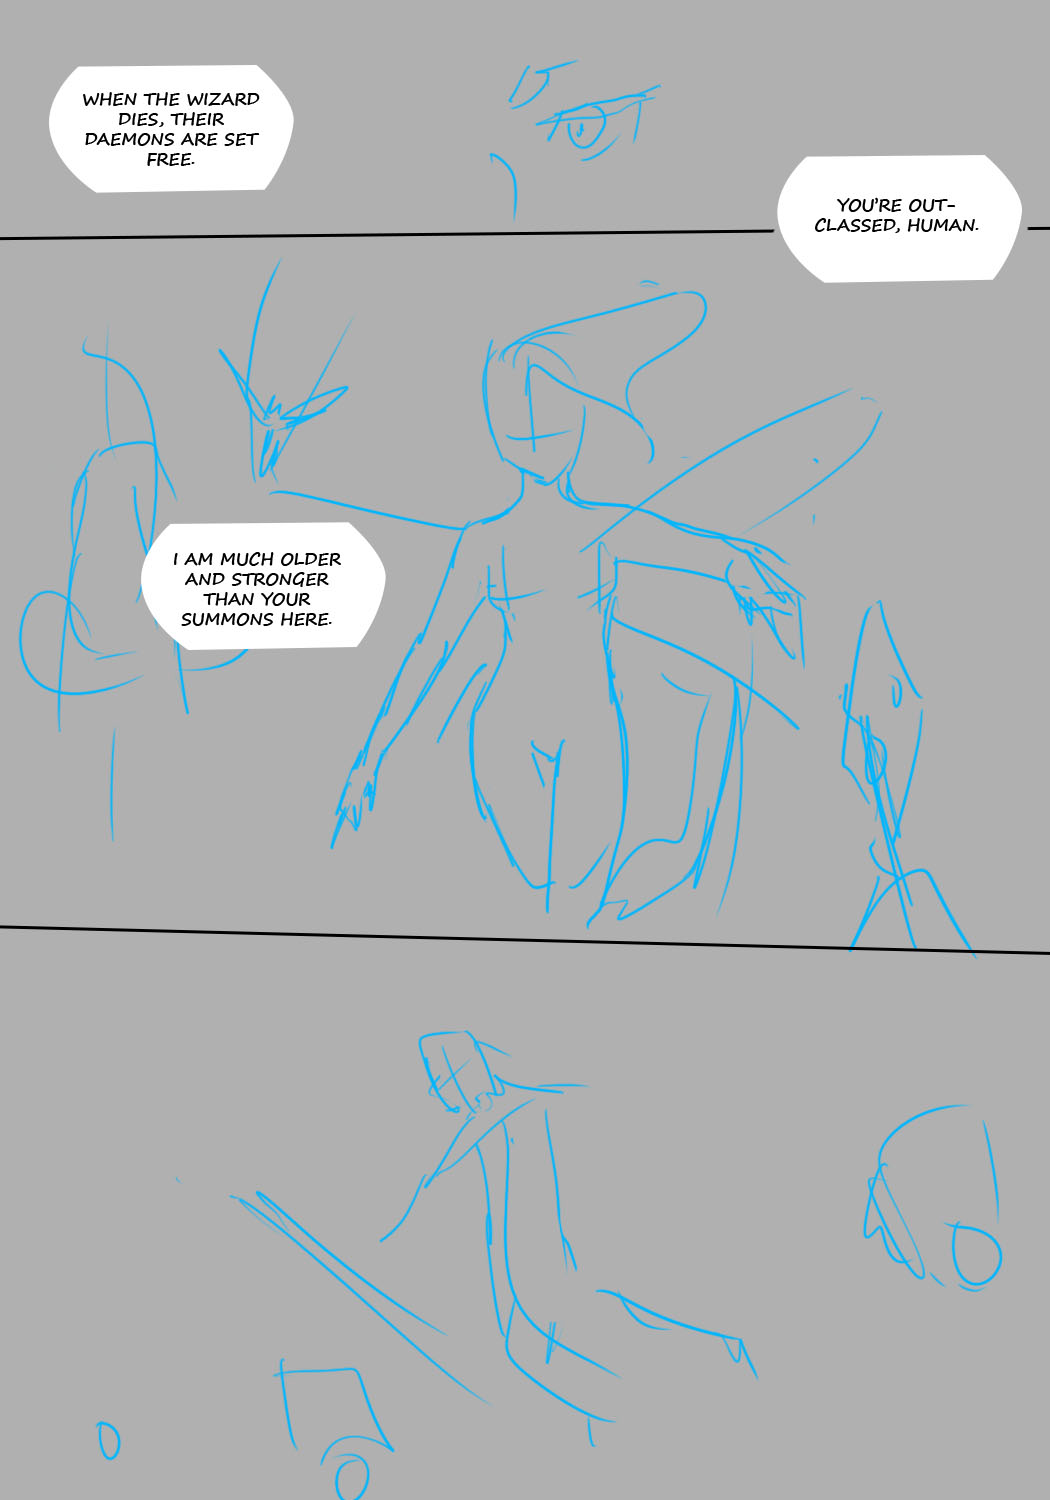 WHEN THE WIZARD
DIES, THEIR
DAEMONS ARE SET
FREE.
YOU'RE OUT-
CLASSED, HUMAN.
I AM MUCH OLDER
AND STRONGER
THAN YOUR
SUMMONS HERE.